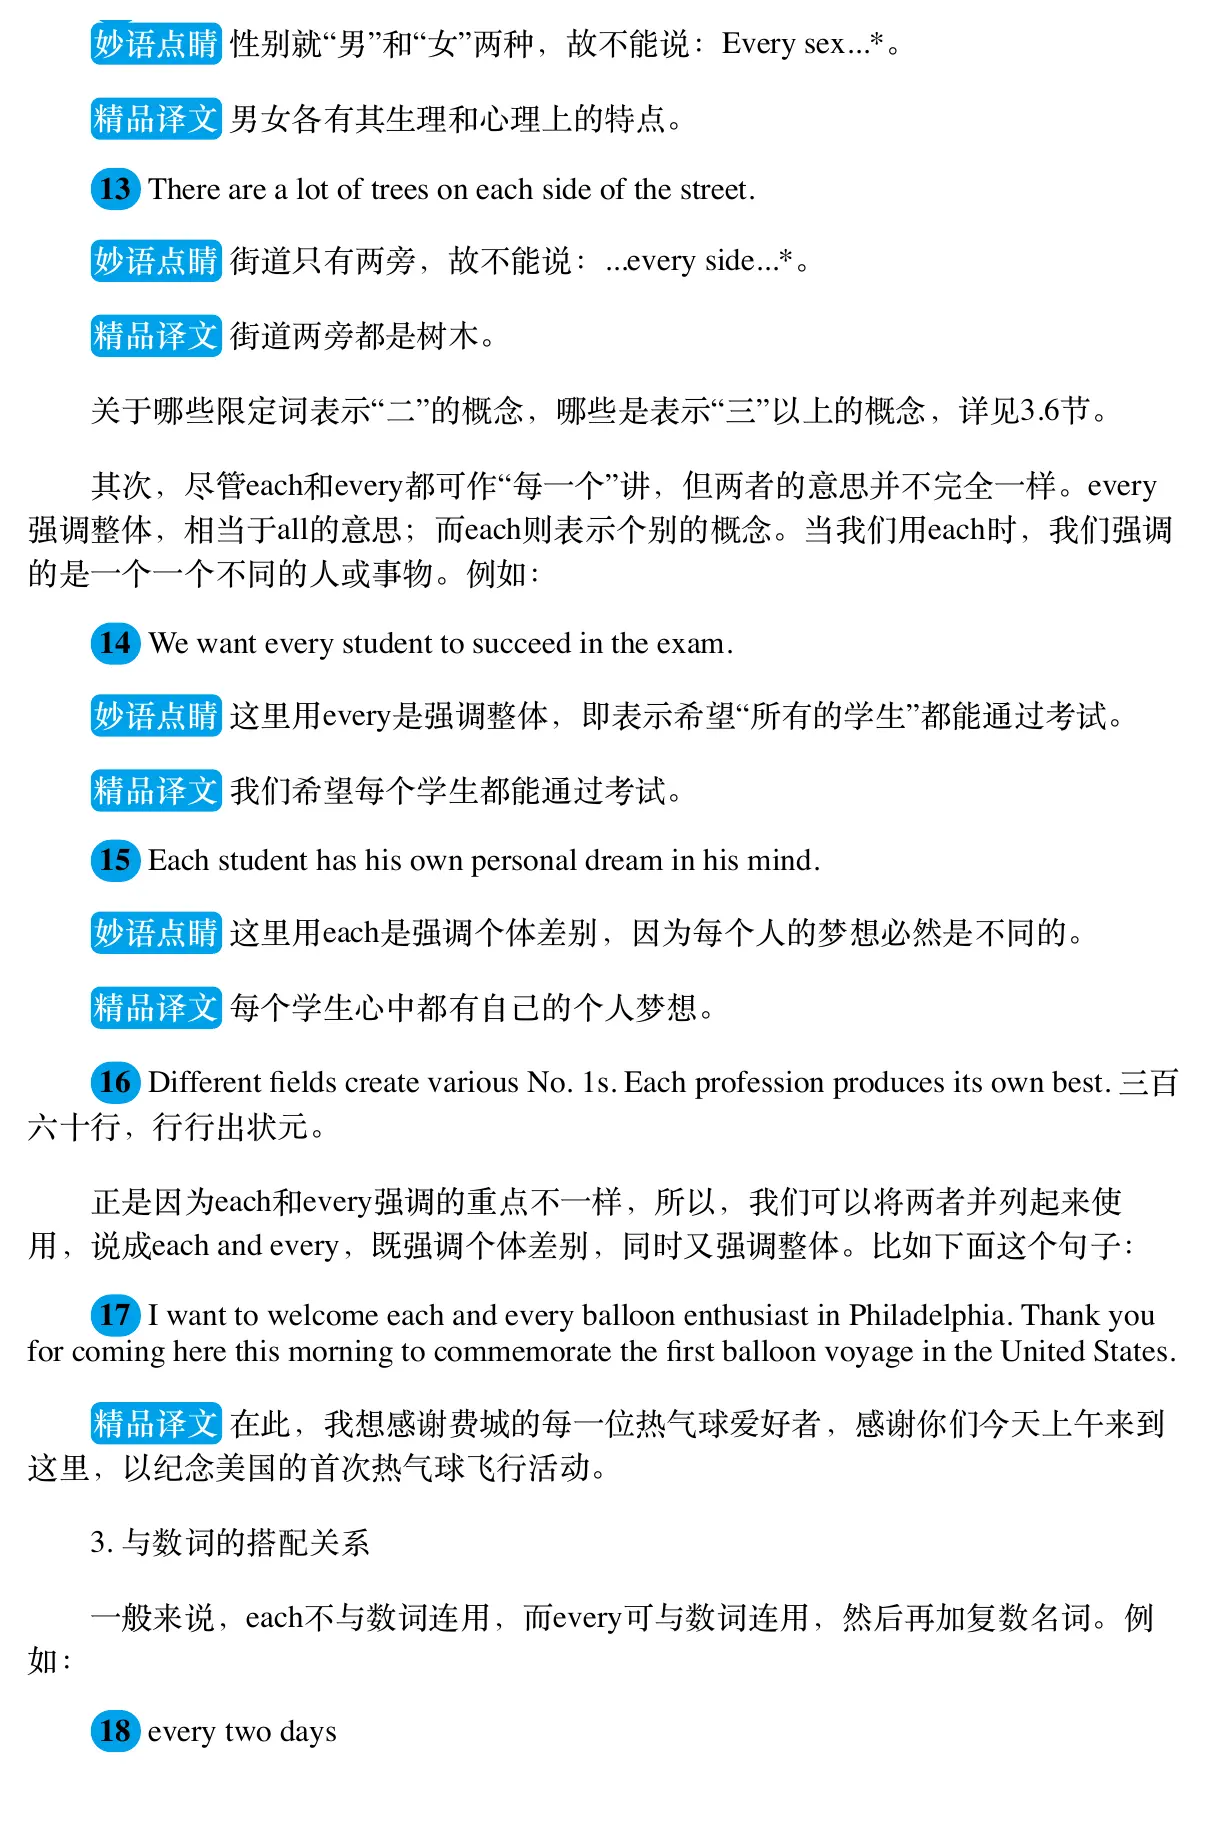 妙语点睛 性别就“男”和“女”两种，故不能说：Every sex...*。
精品译文 男女各有其生理和心理上的特点。
13 There are a lot of trees on each side of the street.
妙语点睛 街道只有两旁，故不能说：...every side...*。
精品译文 街道两旁都是树木。
关于哪些限定词表示“二”的概念，哪些是表示“三”以上的概念，详见3.6节。
其次，尽管each和every都可作“每一个”讲，但两者的意思并不完全一样。every
强调整体，相当于all的意思；而each则表示个别的概念。当我们用each时，我们强调
的是一个一个不同的人或事物。例如：
14 We want every student to succeed in the exam.
妙语点睛 这里用every是强调整体，即表示希望“所有的学生”都能通过考试。
精品译文 我们希望每个学生都能通过考试。
15 Each student has his own personal dream in his mind.
妙语点睛 这里用each是强调个体差别，因为每个人的梦想必然是不同的。
精品译文 每个学生心中都有自己的个人梦想。
16 Different fields create various No. 1s. Each profession produces its own best. 三百
六十行，行行出状元。
正是因为each和every强调的重点不一样，所以，我们可以将两者并列起来使
用，说成each and every，既强调个体差别，同时又强调整体。比如下面这个句子：
17 I want to welcome each and every balloon enthusiast in Philadelphia. Thank you
for coming here this morning to commemorate the first balloon voyage in the United States.
精品译文 在此，我想感谢费城的每一位热气球爱好者，感谢你们今天上午来到
这里，以纪念美国的首次热气球飞行活动。
3. 与数词的搭配关系
一般来说，each不与数词连用，而every可与数词连用，然后再加复数名词。例
如：
18 every two days